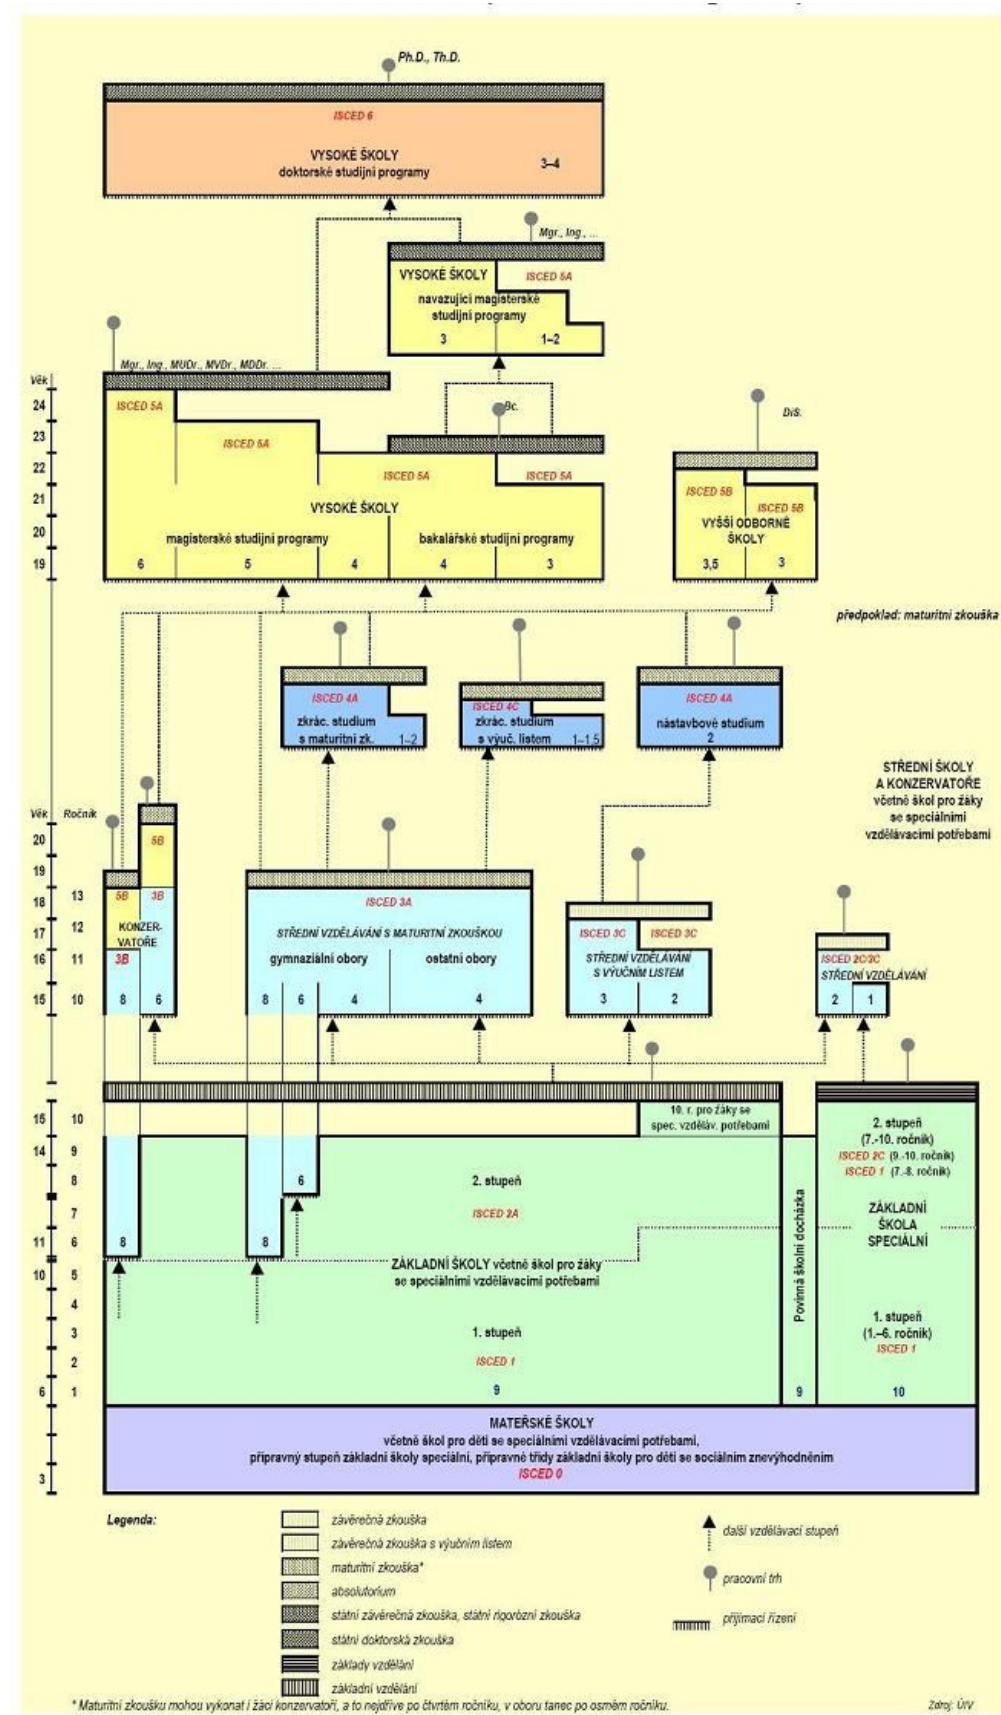 Ph.D., Th.D.
ISCED 6
VYSOKÉ ŠKOLY
doktorské studijní programy
3–4
Mgr., Ing., ...
VYSOKÉ ŠKOLY
ISCED 5A
navazující magisterské
studijní programy
3
1–2
Mgr., Ing., MUDr., MVDr., MDDr. ...
Věk
24
23
22
21
20
19
ISCED 5A
ISCED 5A
ISCED 5A
ISCED 5A
Bc.
VYSOKÉ ŠKOLY
magisterské studijní programy
bakalářské studijní programy
6
5
4
4
3
DiS.
ISCED 5B
ISCED 5B
VYŠŠÍ ODBORNÉ
ŠKOLY
3,5
3
předpoklad: maturitní zkouška
ISCED 4A
zkrác. studium
s maturitní zk.
1–2
ISCED 4C
zkrác. studium
s výuč. listem
1–1,5
ISCED 4A
nástavbové studium
2
STŘEDNÍ ŠKOLY
A KONZERVATOŘE
včetně škol pro žáky
se speciálními
vzdělávacími potřebami
Věk
Ročník
20
19
18 13
17 12
16 11
15 10
5B
5B
3B
KONZER-
VATOŘE
3B
8
6
ISCED 3A
STŘEDNÍ VZDĚLÁVÁNÍ S MATURITNÍ ZKOUŠKOU
gymnaziální obory
ostatní obory
8
6
4
4
ISCED 3C
ISCED 3C
STŘEDNÍ VZDĚLÁVÁNÍ
S VÝUČNÍM LISTEM
3
2
ISCED 2C/3C
STŘEDNÍ VZDĚLÁVÁNÍ
2
1
15 10
14 9
8
7
11 6
10 5
4
3
2
6 1
3
10. r. pro žáky se
spec. vzděláv. potřebami
8
8
6
2. stupeň
ISCED 2A
ZÁKLADNÍ ŠKOLY včetně škol pro žáky
se speciálními vzdělávacími potřebami
1. stupeň
ISCED 1
9
Povinná školní docházka
9
2. stupeň
(7.-10. ročník)
ISCED 2C (9.-10. ročník)
ISCED 1 (7.-8. ročník)
ZÁKLADNÍ
ŠKOLA
SPECIÁLNÍ
1. stupeň
(1.–6. ročník)
ISCED 1
10
MATEŘSKÉ ŠKOLY
včetně škol pro děti se speciálními vzdělávacími potřebami,
přípravný stupeň základní školy speciální, přípravné třídy základní školy pro děti se sociálním znevýhodněním
ISCED 0
Legenda:
závěrečná zkouška
závěrečná zkouška s výučním listem
maturitní zkouška*
absolutorium
státní závěrečná zkouška, státní rigorózní zkouška
státní doktorská zkouška
základy vzdělání
základní vzdělání
další vzdělávací stupeň
pracovní trh
přijímací řízení
* Maturitní zkoušku mohou vykonat i žáci konzervatoří, a to nejdříve po čtvrtém ročníku, v oboru tanec po osmém ročníku.
Zdroj: ÚIV